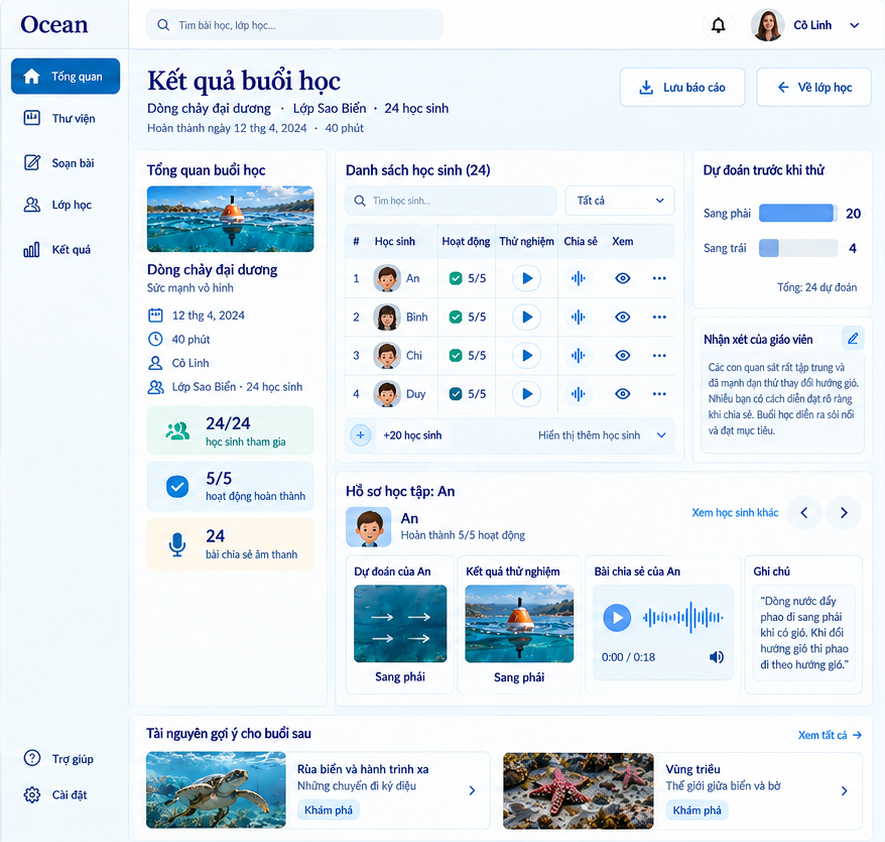 Ocean
Tìm bài học, lớp học...
Cô Linh
Tổng quan
Thư viện
Soạn bài
Lớp học
Kết quả
Trợ giúp
Cài đặt
Kết quả buổi học
Dòng chảy đại dương · Lớp Sao Biển · 24 học sinh
Hoàn thành ngày 12 thg 4, 2024 · 40 phút
Lưu báo cáo
Về lớp học
Tổng quan buổi học
Dòng chảy đại dương
Sức mạnh vô hình
12 thg 4, 2024
40 phút
Cô Linh
Lớp Sao Biển · 24 học sinh
24/24
học sinh tham gia
5/5
hoạt động hoàn thành
24
bài chia sẻ âm thanh
Danh sách học sinh (24)
Tìm học sinh...
Tất cả
# Học sinh Hoạt động Thử nghiệm Chia sẻ Xem
1 An 5/5
2 Bình 5/5
3 Chi 5/5
4 Duy 5/5
+20 học sinh
Hiển thị thêm học sinh
Dự đoán trước khi thử
Sang phải 20
Sang trái 4
Tổng: 24 dự đoán
Nhận xét của giáo viên
Các con quan sát rất tập trung và
đã mạnh dạn thử thay đổi hướng gió.
Nhiều bạn có cách diễn đạt rõ ràng
khi chia sẻ. Buổi học diễn ra sôi nổi
và đạt mục tiêu.
Hồ sơ học tập: An
An
Hoàn thành 5/5 hoạt động
Xem học sinh khác
Dự đoán của An
Sang phải
Kết quả thử nghiệm
Sang phải
Bài chia sẻ của An
0:00 / 0:18
Ghi chú
"Dòng nước đẩy
phao đi sang phải
khi có gió. Khi đổi
hướng gió thì phao
đi theo hướng gió."
Tài nguyên gợi ý cho buổi sau
Xem tất cả
Rùa biển và hành trình xa
Những chuyến đi kỳ diệu
Khám phá
Vùng triều
Thế giới giữa biển và bờ
Khám phá